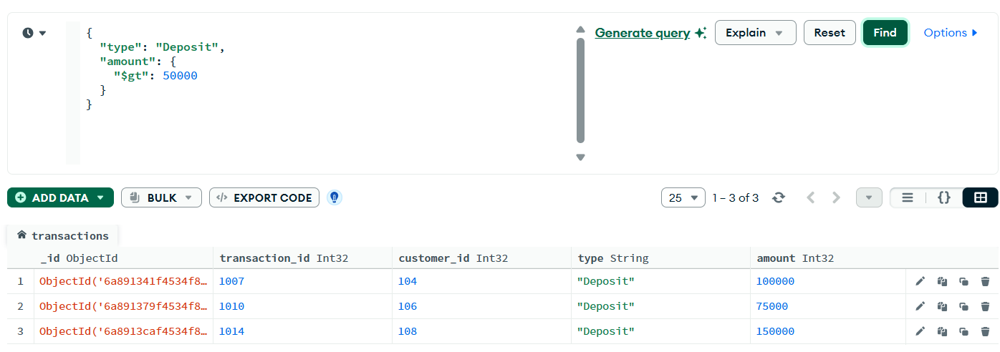 {
"type": "Deposit",
"amount": {
"$gt": 50000
}
}
Generate query Explain Reset Find Options
ADD DATA BULK </> EXPORT CODE 25 1 – 3 of 3 {}
transactions
_id ObjectId transaction_id Int32 customer_id Int32 type String amount Int32
1 ObjectId('6a891341f4534f8… 1007 104 "Deposit" 100000
2 ObjectId('6a891379f4534f8… 1010 106 "Deposit" 75000
3 ObjectId('6a8913caf4534f8… 1014 108 "Deposit" 150000